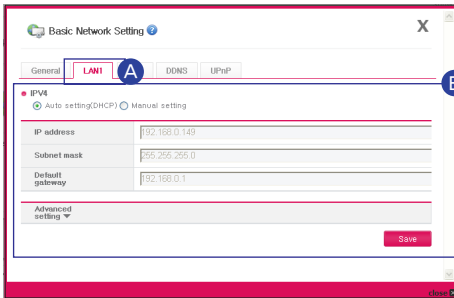 Basic Network Setting ?
X
General LAN1 A DDNS UPnP
IPV4
Auto setting(DHCP) Manual setting
IP address 192.168.0.149
Subnet mask 255.255.255.0
Default gateway 192.168.0.1
Advanced setting ▼
Save
close